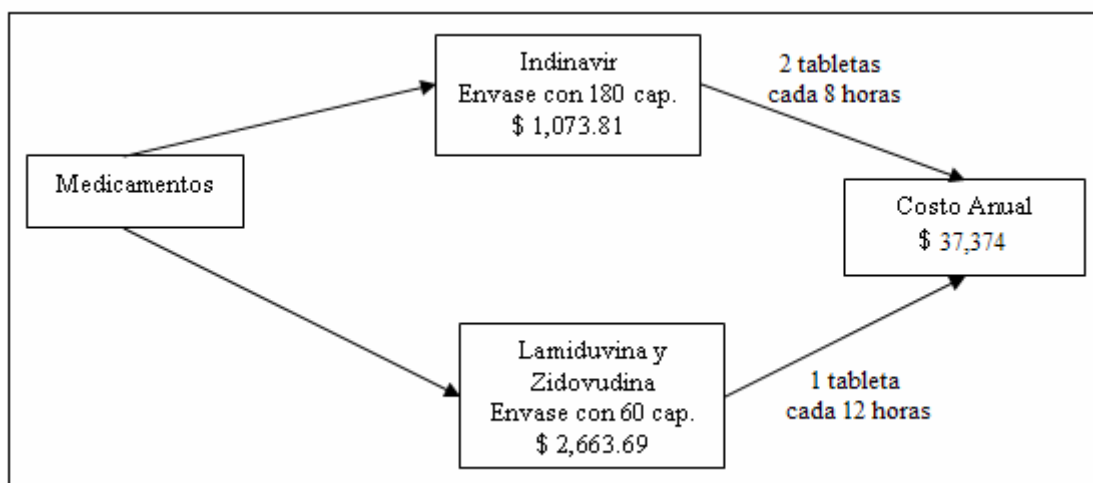 Medicamentos
Indinavir
Envase con 180 cap.
$ 1,073.81
2 tabletas
cada 8 horas
Lamiduvina y
Zidovudina
Envase con 60 cap.
$ 2,663.69
1 tableta
cada 12 horas
Costo Anual
$ 37,374